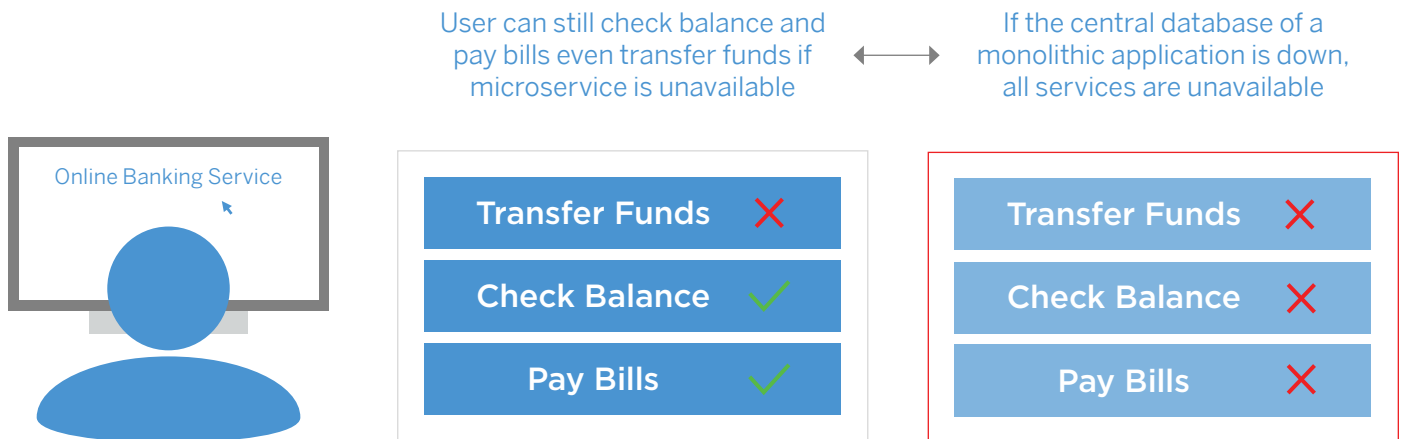 User can still check balance and
pay bills even transfer funds if
microservice is unavailable
If the central database of a
monolithic application is down,
all services are unavailable
Online Banking Service
Transfer Funds
Check Balance
Pay Bills
Transfer Funds
Check Balance
Pay Bills